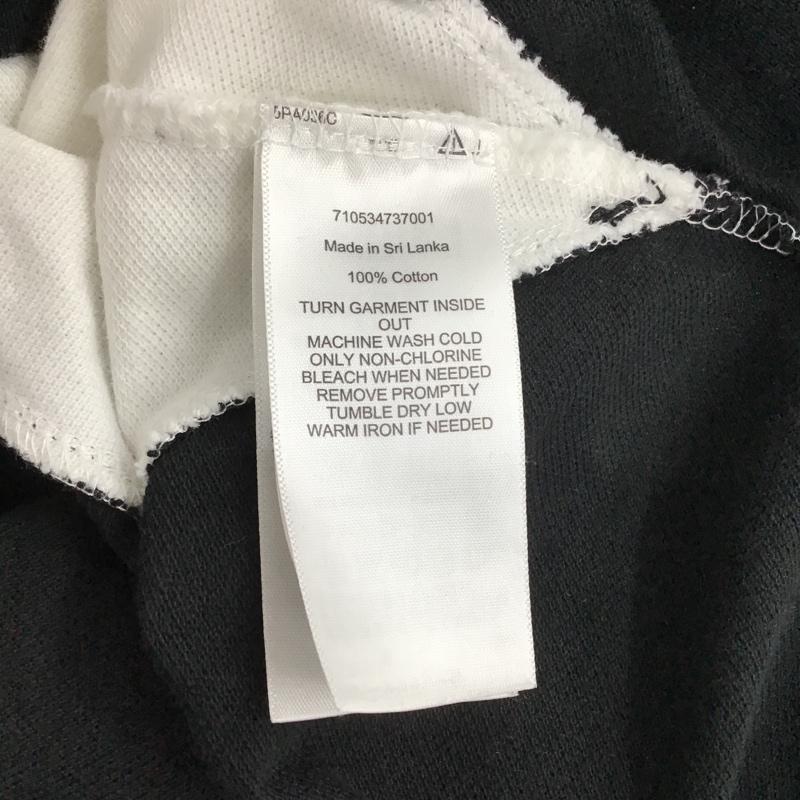 710534737001
Made in Sri Lanka
100% Cotton
TURN GARMENT INSIDE
OUT
MACHINE WASH COLD
ONLY NON-CHLORINE
BLEACH WHEN NEEDED
REMOVE PROMPTLY
TUMBLE DRY LOW
WARM IRON IF NEEDED